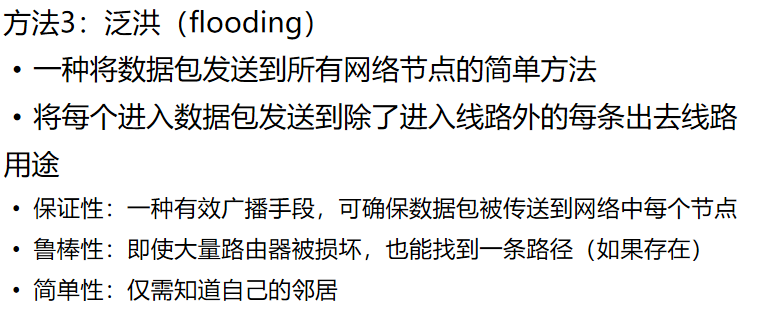 方法3：泛洪（flooding）
• 一种将数据包发送到所有网络节点的简单方法
• 将每个进入数据包发送到除了进入线路外的每条出去线路
用途
• 保证性：一种有效广播手段，可确保数据包被传送到网络中每个节点
• 鲁棒性：即使大量路由器被损坏，也能找到一条路径（如果存在）
• 简单性：仅需知道自己的邻居